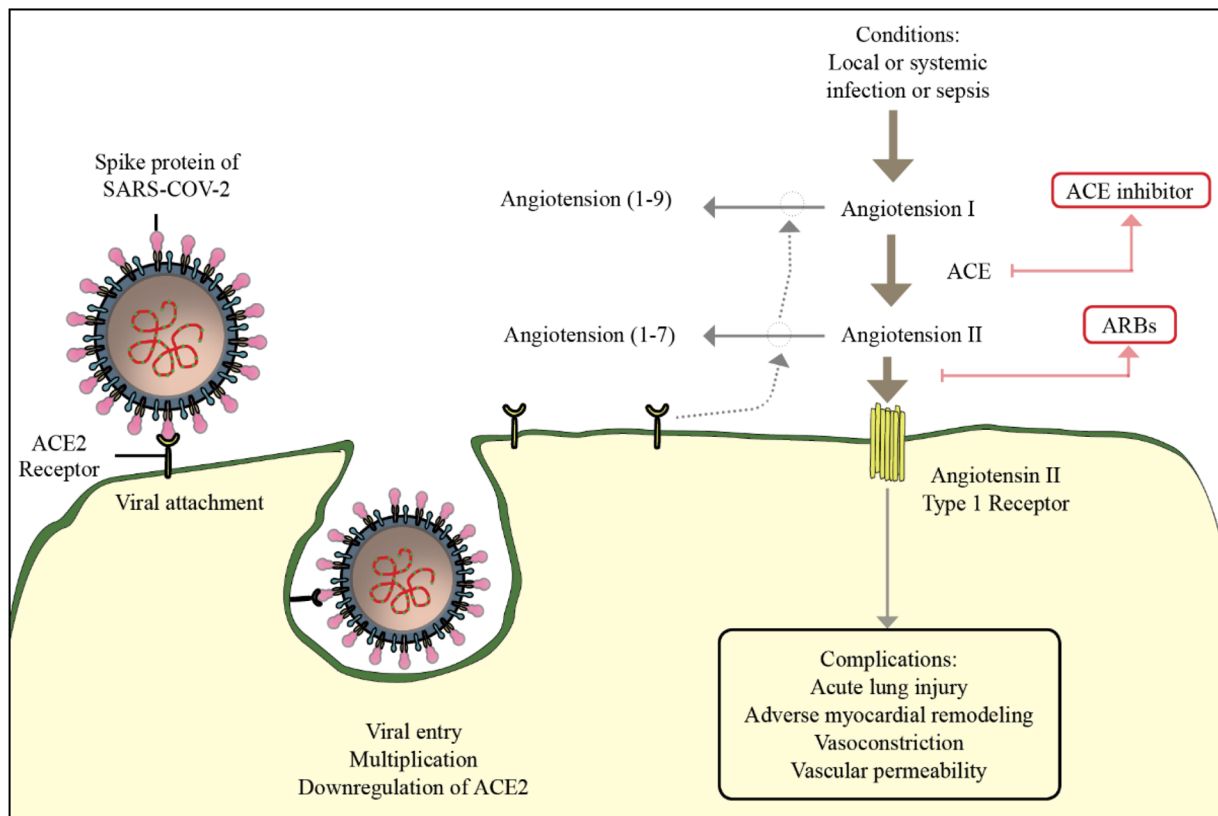 Conditions:
Local or systemic
infection or sepsis
Spike protein of
SARS-COV-2
Angiotension (1-9)
Angiotension I
ACE inhibitor
ACE
Angiotension (1-7)
Angiotension II
ARBs
ACE2
Receptor
Viral attachment
Angiotensin II
Type 1 Receptor
Viral entry
Multiplication
Downregulation of ACE2
Complications:
Acute lung injury
Adverse myocardial remodeling
Vasoconstriction
Vascular permeability